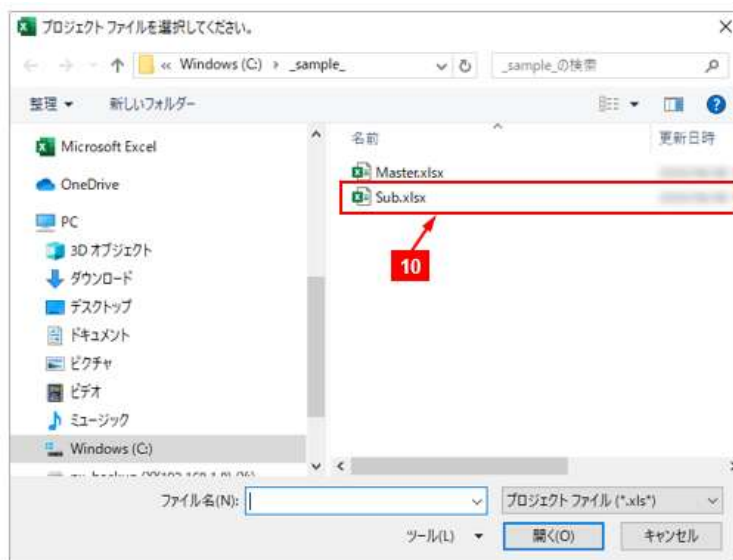 プロジェクト ファイルを選択してください。
« Windows (C:) › _sample_
_sample_の検索
整理
新しいフォルダー
名前
更新日時
Microsoft Excel
OneDrive
PC
3D オブジェクト
ダウンロード
デスクトップ
ドキュメント
ピクチャ
ビデオ
ミュージック
Windows (C:)
Master.xlsx
Sub.xlsx
10
ファイル名(N):
プロジェクト ファイル (*.xls*)
ツール(L)
開く(O)
キャンセル